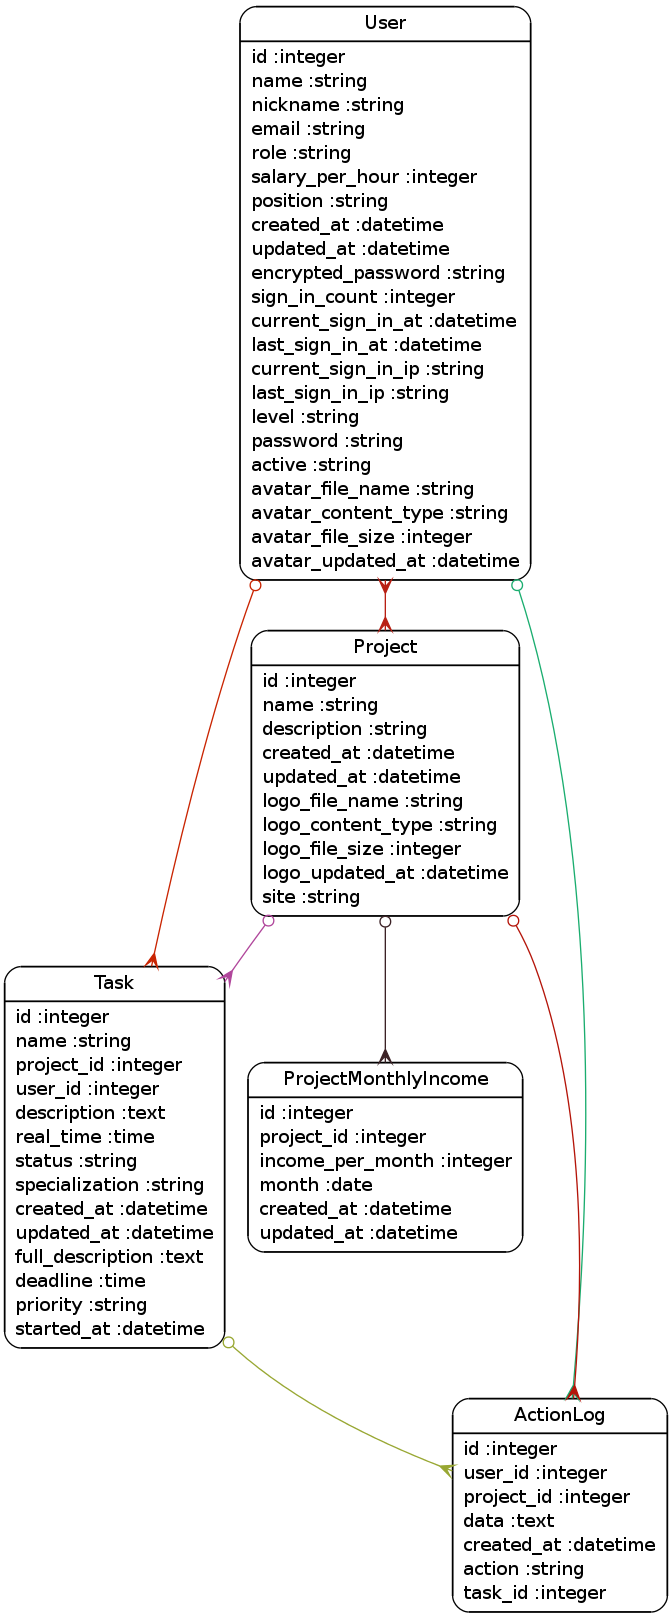 User
id :integer
name :string
nickname :string
email :string
role :string
salary_per_hour :integer
position :string
created_at :datetime
updated_at :datetime
encrypted_password :string
sign_in_count :integer
current_sign_in_at :datetime
last_sign_in_at :datetime
current_sign_in_ip :string
last_sign_in_ip :string
level :string
password :string
active :string
avatar_file_name :string
avatar_content_type :string
avatar_file_size :integer
avatar_updated_at :datetime
Project
id :integer
name :string
description :string
created_at :datetime
updated_at :datetime
logo_file_name :string
logo_content_type :string
logo_file_size :integer
logo_updated_at :datetime
site :string
Task
id :integer
name :string
project_id :integer
user_id :integer
description :text
real_time :time
status :string
specialization :string
created_at :datetime
updated_at :datetime
full_description :text
deadline :time
priority :string
started_at :datetime
ProjectMonthlyIncome
id :integer
project_id :integer
income_per_month :integer
month :date
created_at :datetime
updated_at :datetime
ActionLog
id :integer
user_id :integer
project_id :integer
data :text
created_at :datetime
action :string
task_id :integer